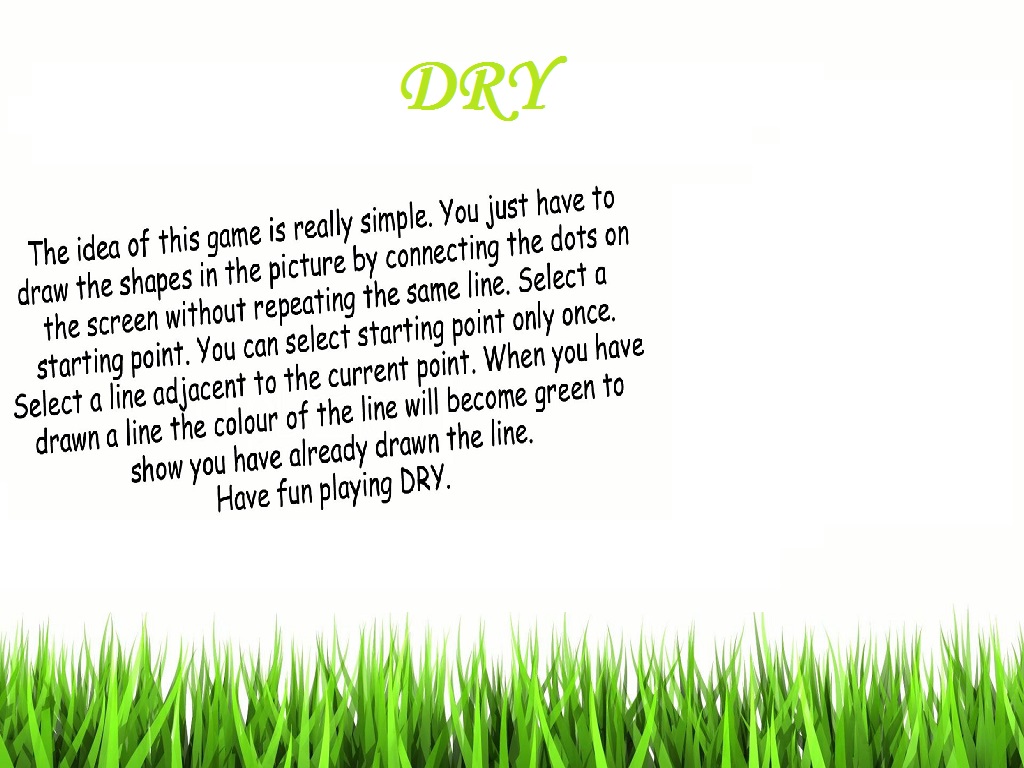 DRY
The idea of this game is really simple. You just have to
draw the shapes in the picture by connecting the dots on
the screen without repeating the same line. Select a
starting point. You can select starting point only once.
Select a line adjacent to the current point. When you have
drawn a line the colour of the line will become green to
show you have already drawn the line.
Have fun playing DRY.